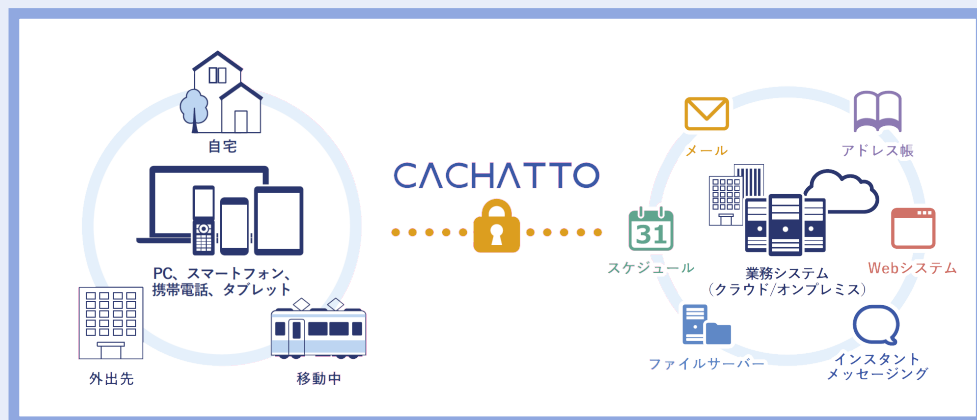 自宅
PC、スマートフォン、
携帯電話、タブレット
外出先
移動中
CACHATTO
メール
アドレス帳
31
スケジュール
業務システム
（クラウド/オンプレミス）
Webシステム
ファイルサーバー
インスタント
メッセージング